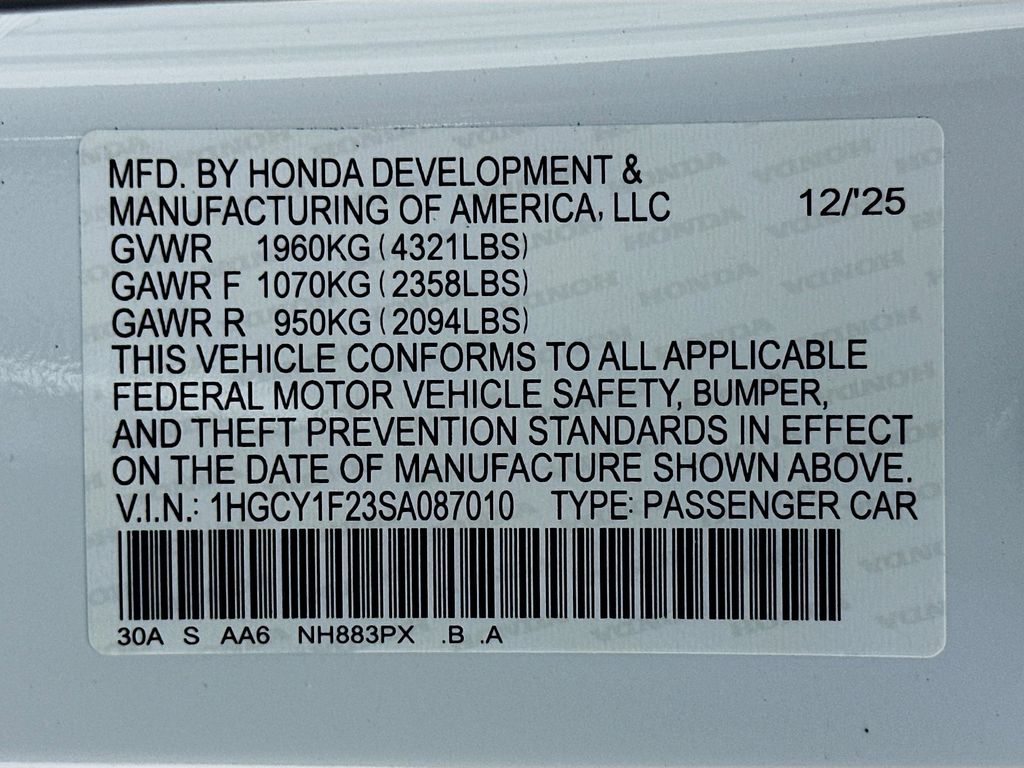 MFD. BY HONDA DEVELOPMENT &
MANUFACTURING OF AMERICA, LLC 12/'25
GVWR 1960KG (4321LBS)
GAWR F 1070KG (2358LBS)
GAWR R 950KG (2094LBS)
THIS VEHICLE CONFORMS TO ALL APPLICABLE
FEDERAL MOTOR VEHICLE SAFETY, BUMPER,
AND THEFT PREVENTION STANDARDS IN EFFECT
ON THE DATE OF MANUFACTURE SHOWN ABOVE.
V.I.N.: 1HGCY1F23SA087010 TYPE: PASSENGER CAR
30A S AA6 NH883PX .B .A